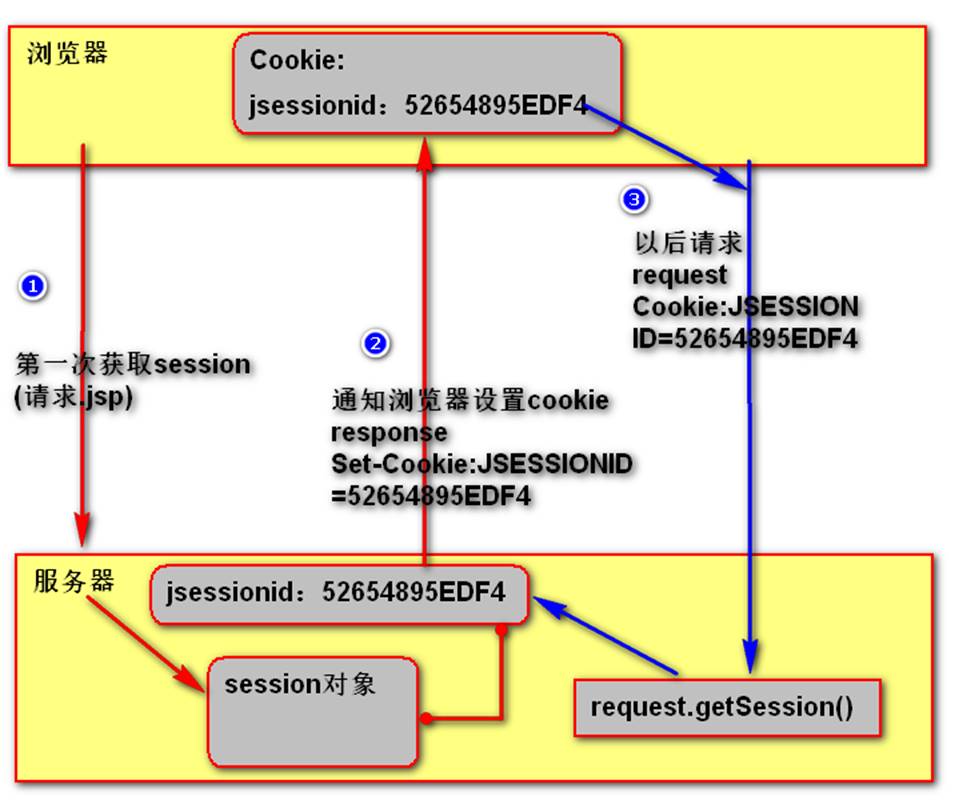 浏览器
Cookie:
jsessionid：52654895EDF4
1
第一次获取session
(请求.jsp)
2
通知浏览器设置cookie
response
Set-Cookie:JSESSIONID
=52654895EDF4
3
以后请求
request
Cookie:JSESSION
ID=52654895EDF4
服务器
jsessionid：52654895EDF4
session对象
request.getSession()